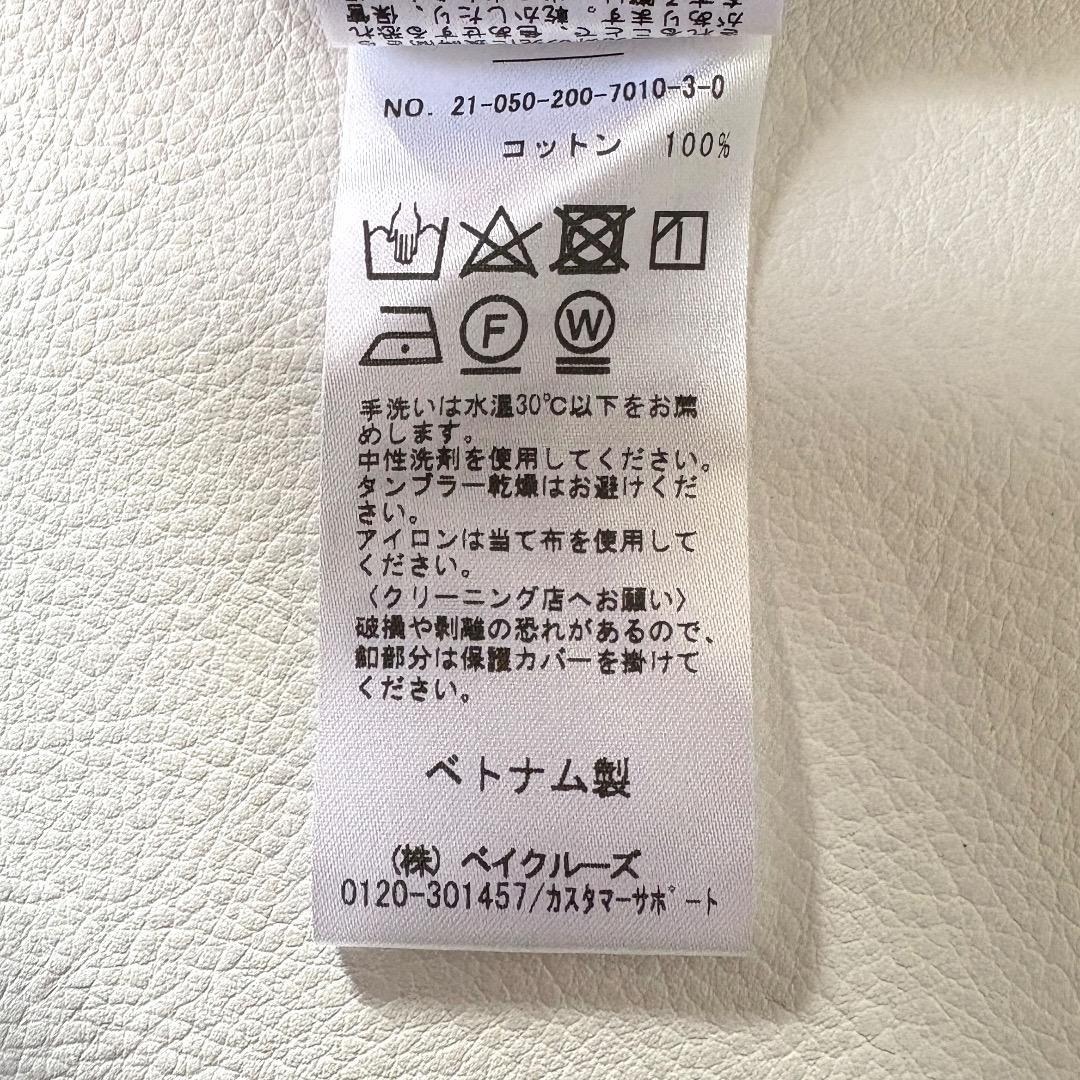 NO. 21-050-200-7010-3-0
コットン 100%
F W
手洗いは水温30℃以下をお薦
めします。
中性洗剤を使用してください。
タンブラー乾燥はお避けくだ
さい。
アイロンは当て布を使用して
ください。
〈クリーニング店へお願い〉
破損や剥離の恐れがあるので、
釦部分は保護カバーを掛けて
ください。
ベトナム製
(株) ベイクルーズ
0120-301457/カスタマーサポート